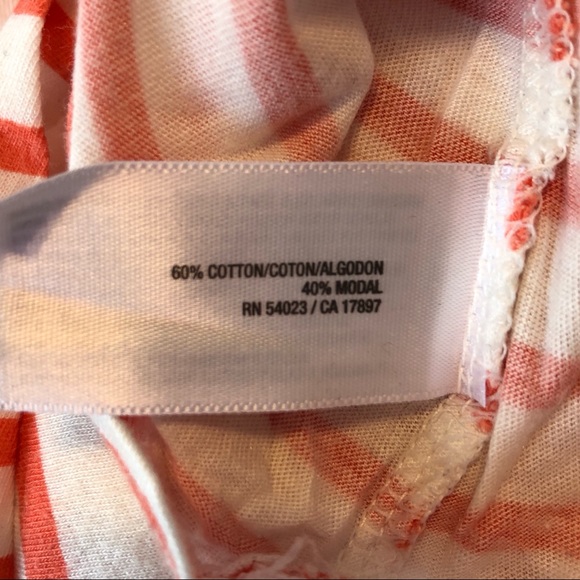 60% COTTON/COTON/ALGODON
40% MODAL
RN 54023 / CA 17897